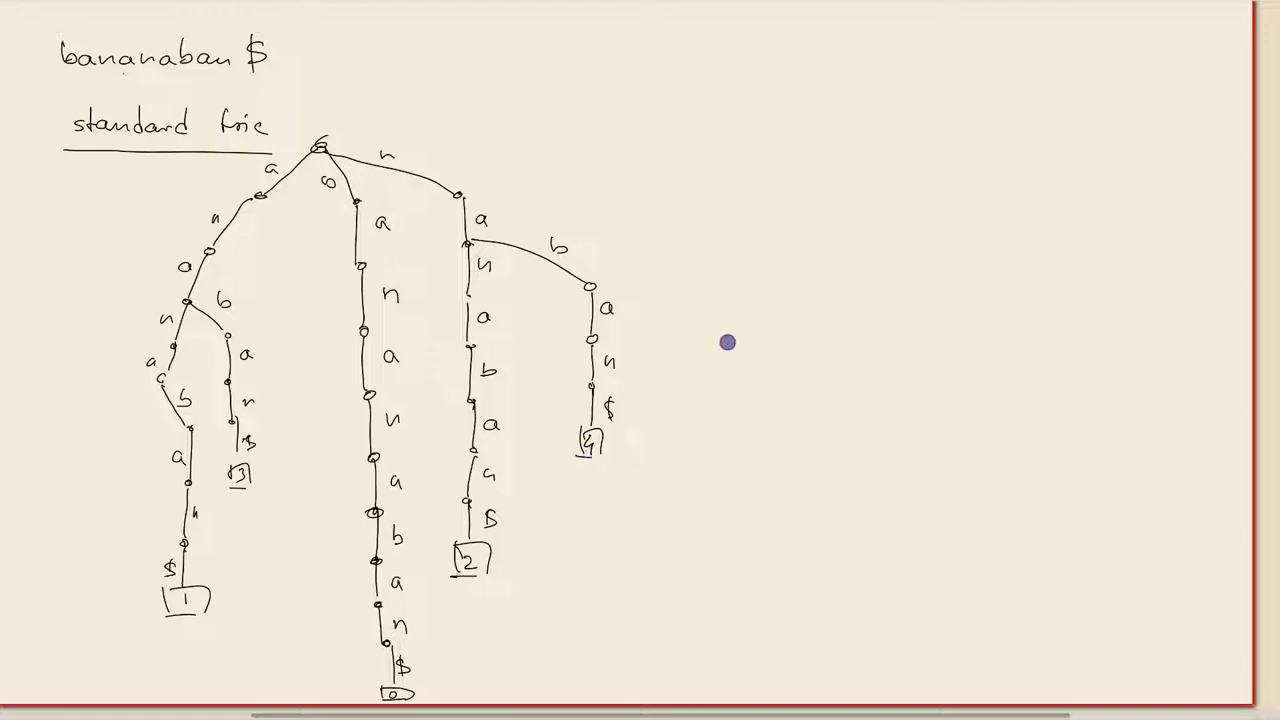 bananaban $
standard trie
a b n
n a a
a n n b
n b a a a
a a n b n
b n a a $
a $ b n 4
n 3 a $
$ n 2
1 $
0